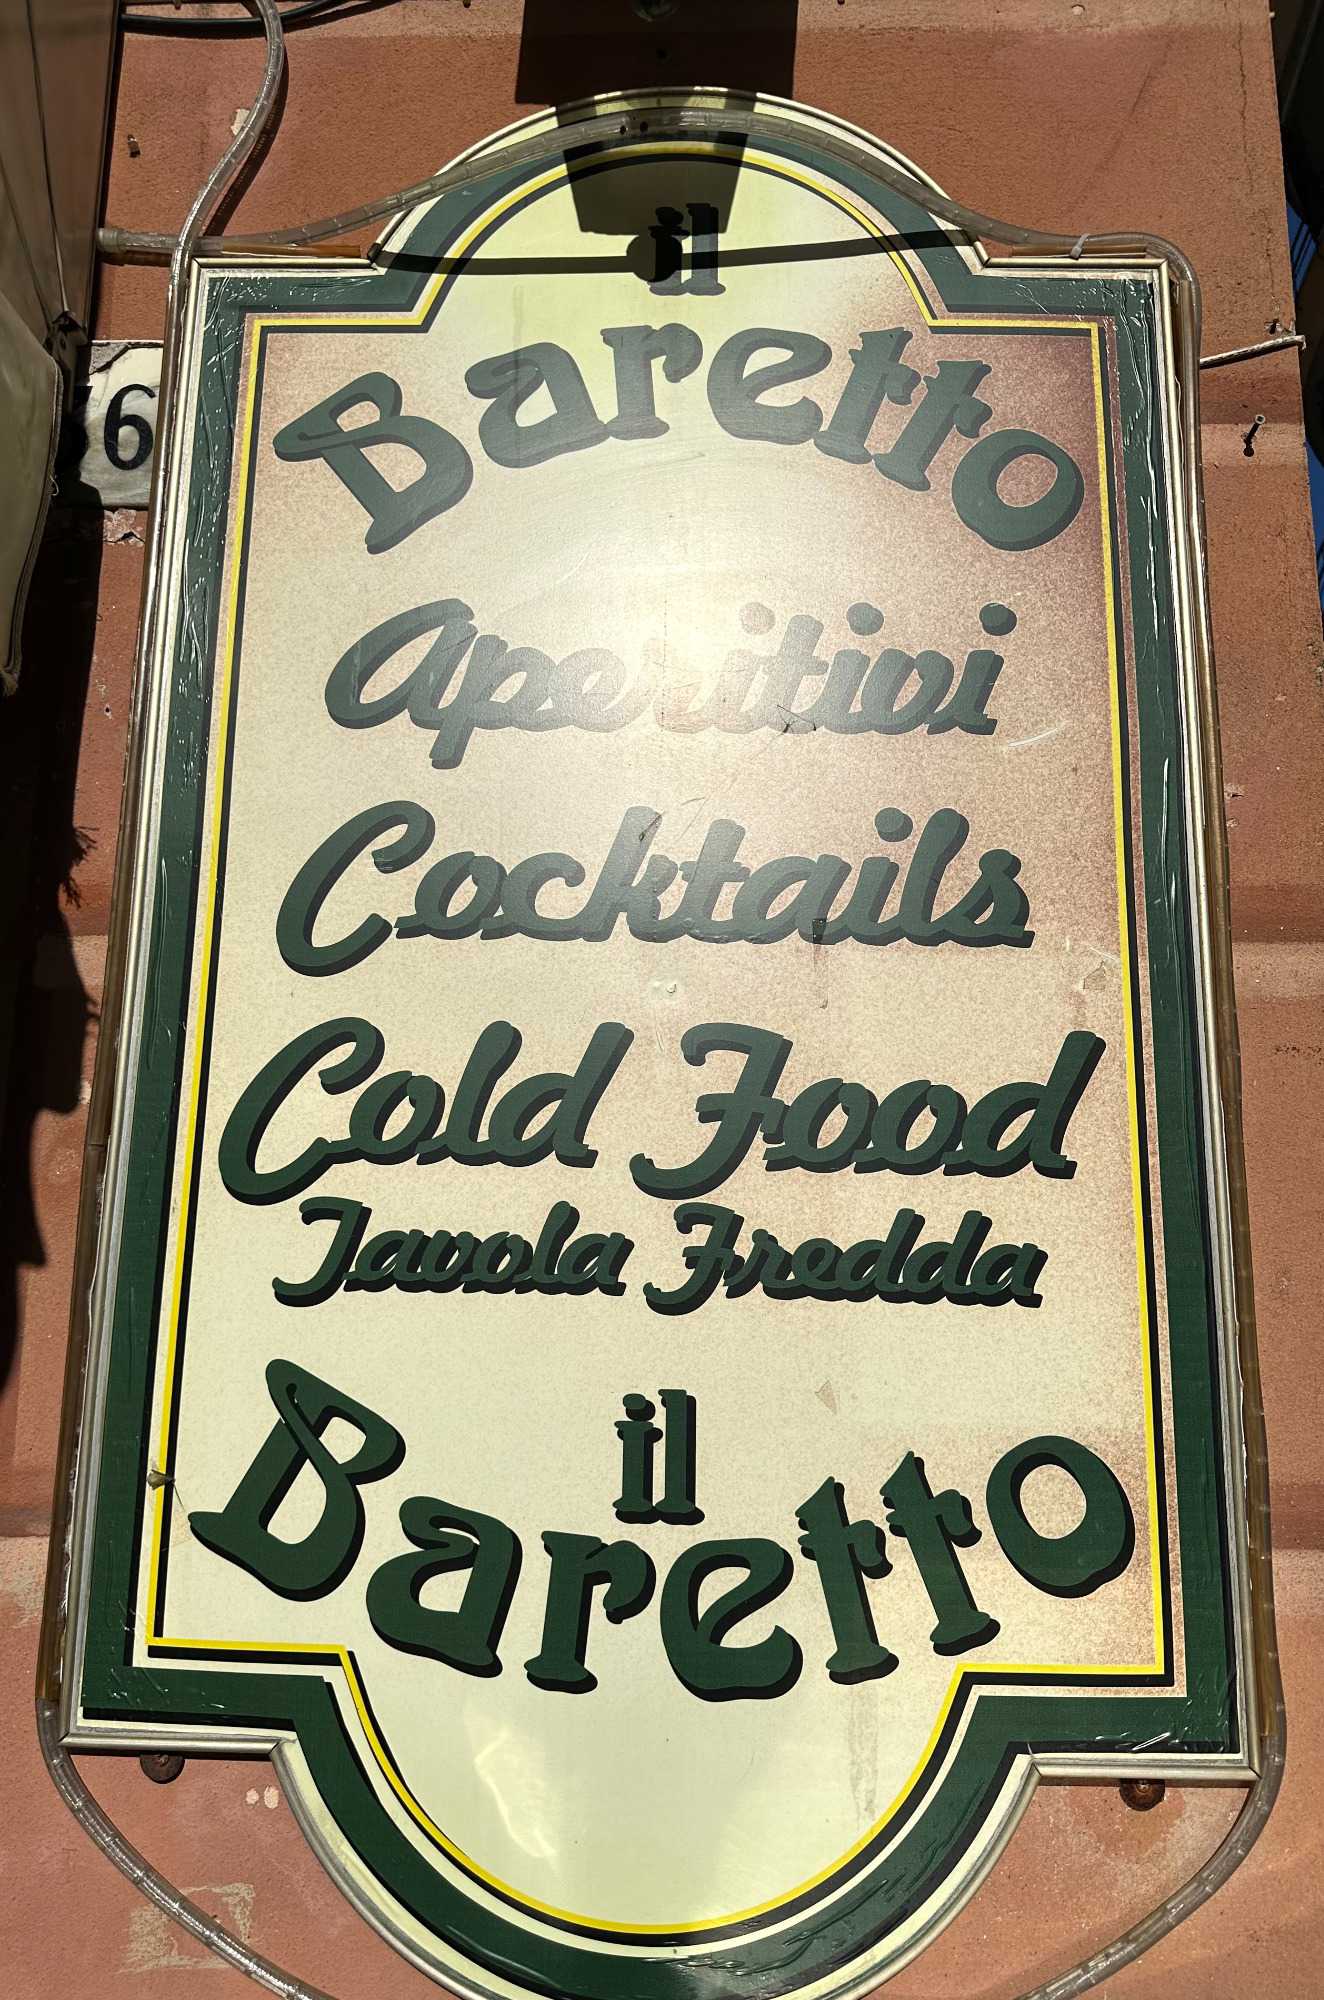 il
Baretto
Aperitivi
Cocktails
Cold Food
Tavola Fredda
il
Baretto